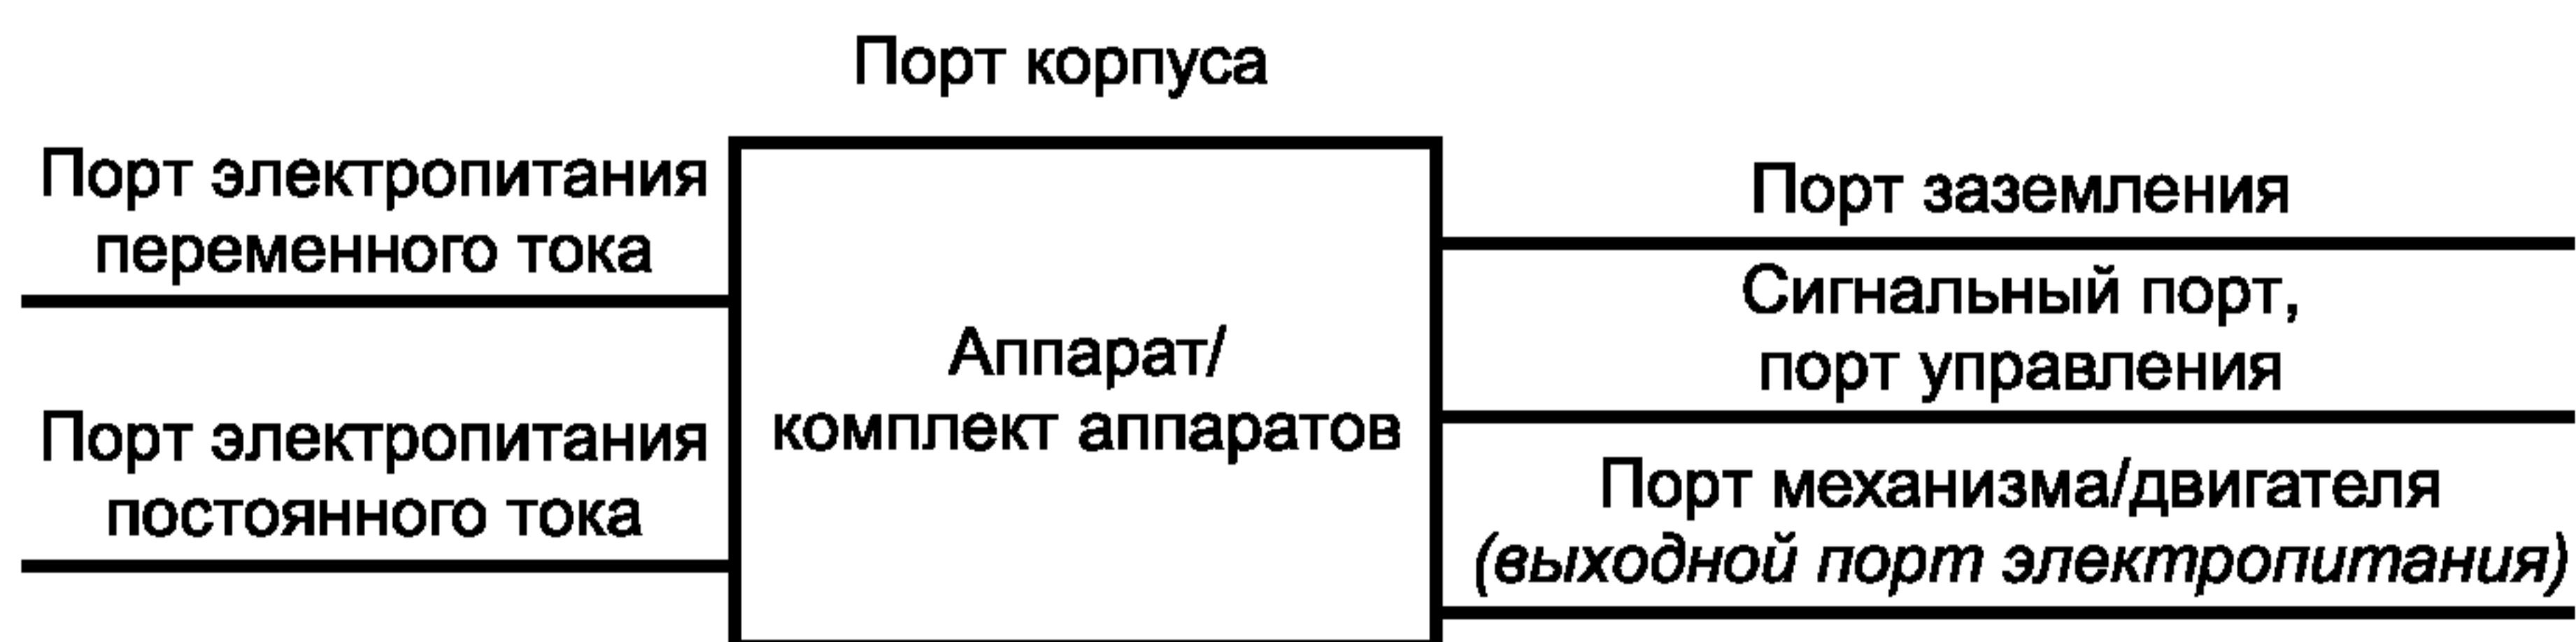 Порт корпуса
Порт электропитания
переменного тока
Порт электропитания
постоянного тока
Аппарат/
комплект аппаратов
Порт заземления
Сигнальный порт,
порт управления
Порт механизма/двигателя
(выходной порт электропитания)